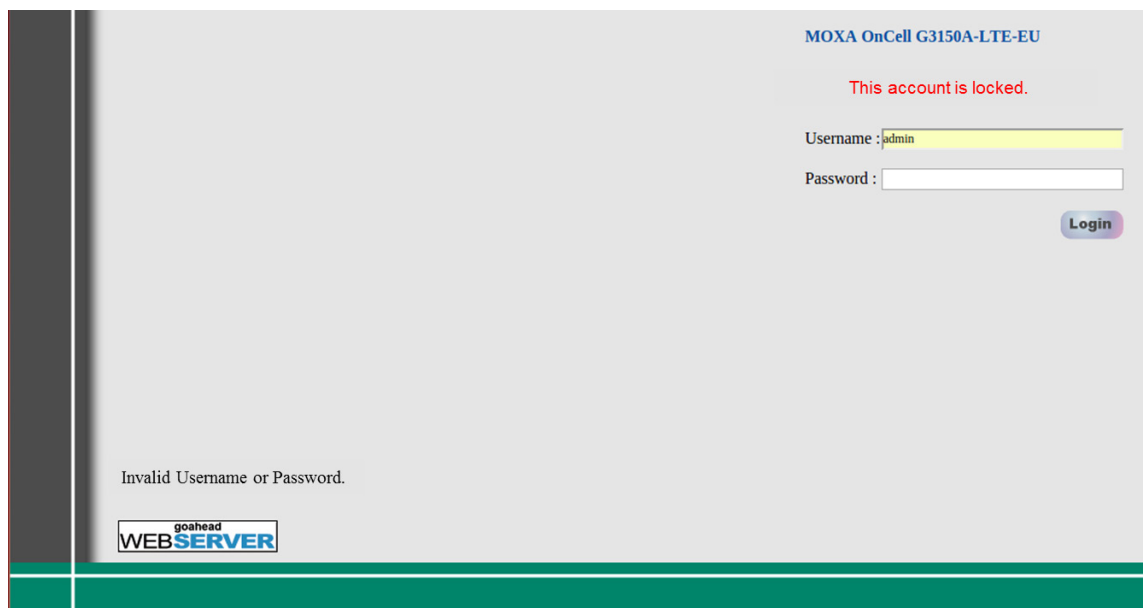 MOXA OnCell G3150A-LTE-EU
This account is locked.
Username : admin
Password :
Login
Invalid Username or Password.
goahead
WEBSERVER